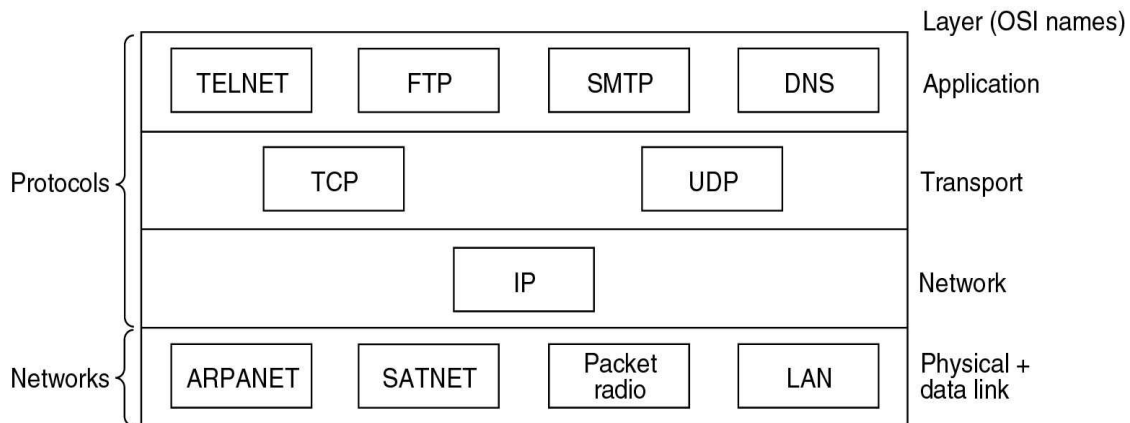 Layer (OSI names)
TELNET FTP SMTP DNS Application
Protocols TCP UDP Transport
IP Network
Networks ARPANET SATNET Packet radio LAN Physical + data link